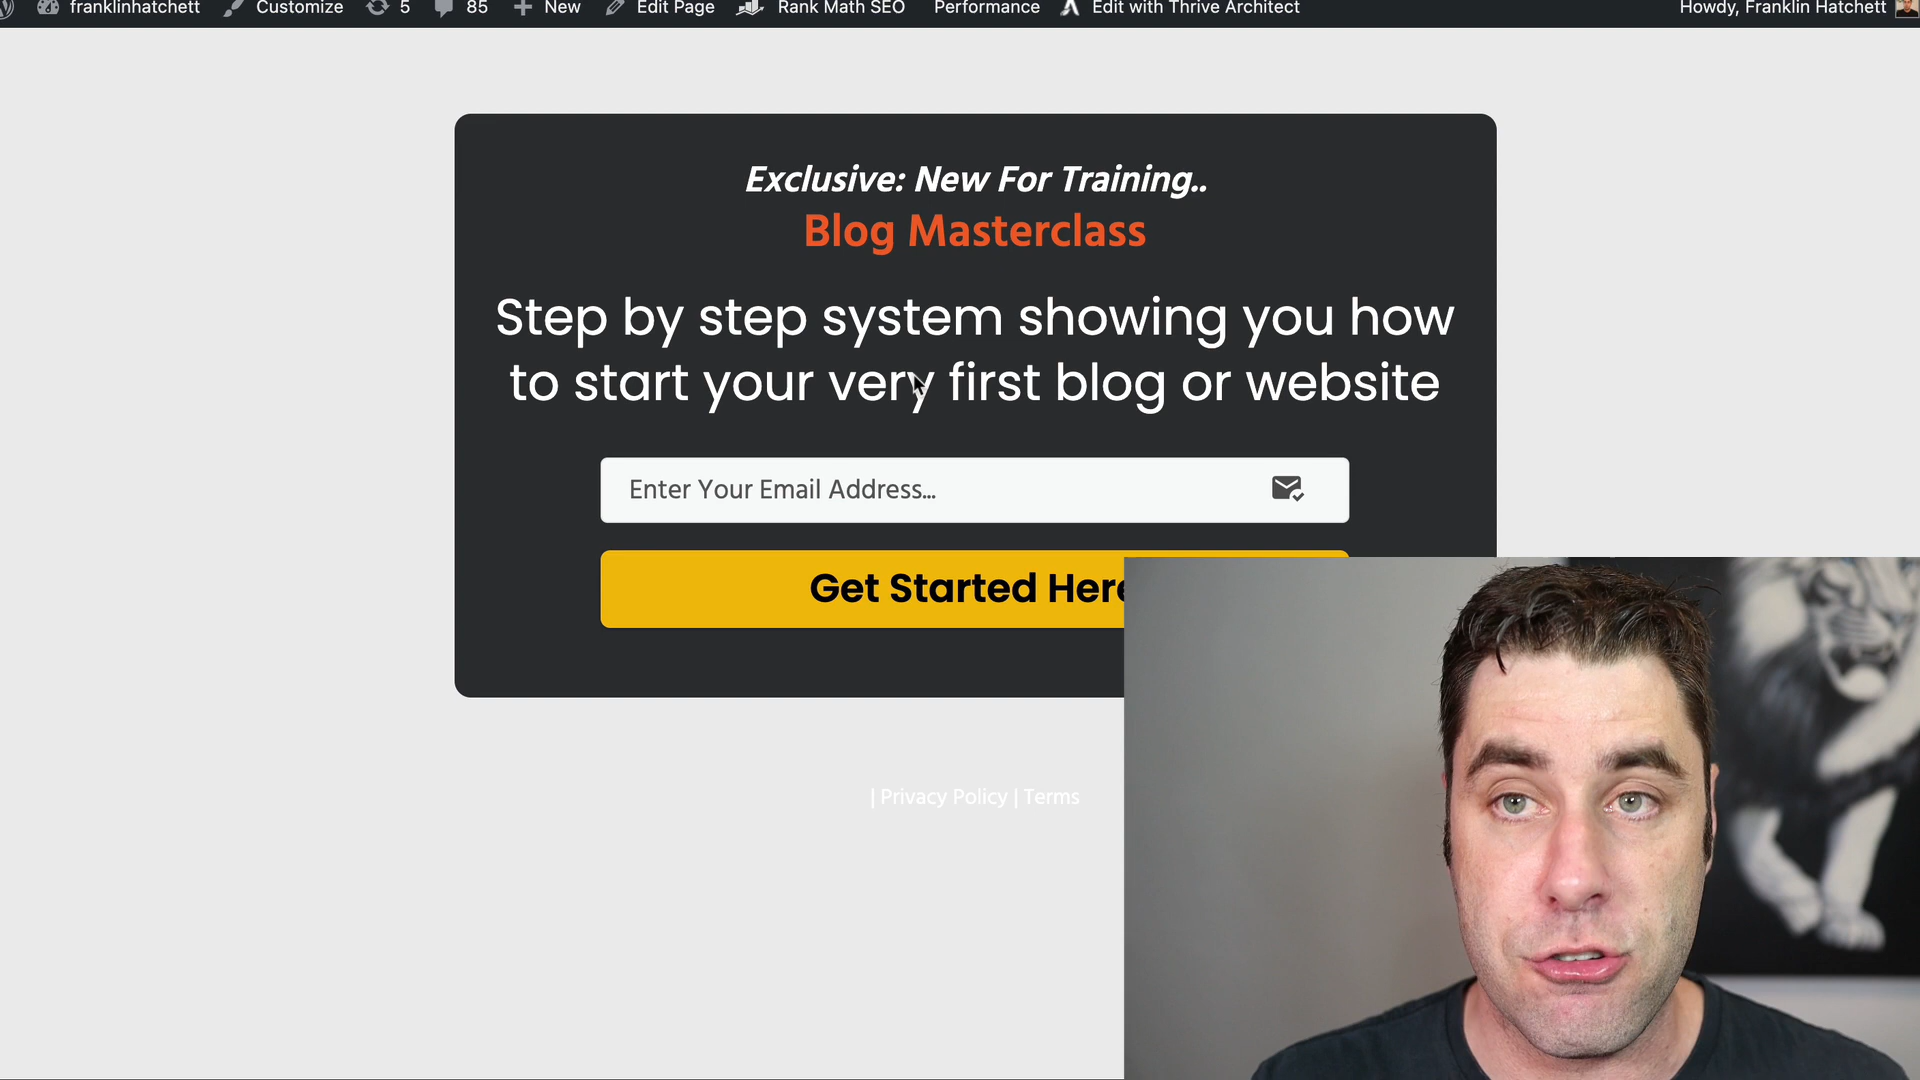 franklinhatchett Customize 5 85 New Edit Page Rank Math SEO Performance Edit with Thrive Architect Howdy, Franklin Hatchett
Exclusive: New For Training..
Blog Masterclass
Step by step system showing you how
to start your very first blog or website
Enter Your Email Address...
Get Started Here
| Privacy Policy | Terms